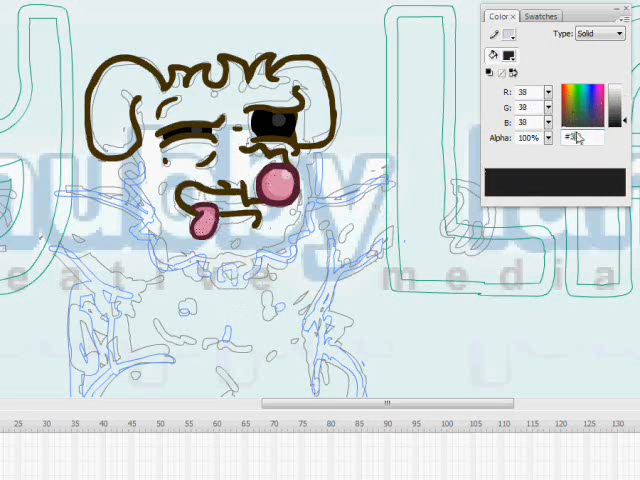 Color × Swatches
Type: Solid
R: 38
G: 38
B: 38
Alpha: 100%
e a t i v e m e d i a
25 30 35 40 45 50 55 60 65 70 75 80 85 90 95 100 105 110 115 120 125 130